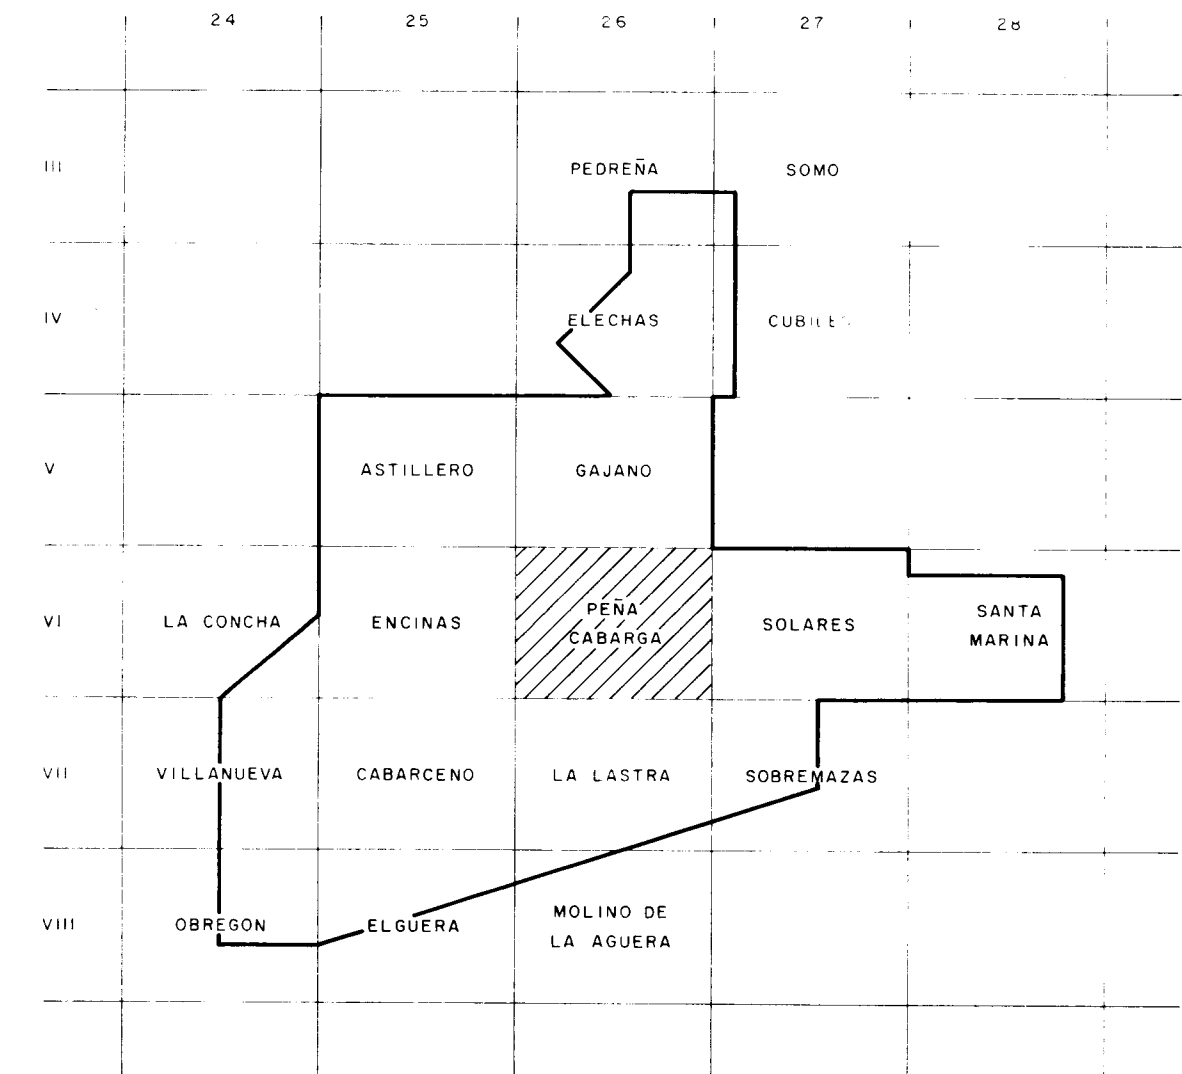 24 25 26 27 28
III PEDREÑA SOMO
IV ELECHAS
V ASTILLERO GAJANO
VI LA CONCHA ENCINAS PEÑA CABARGA SOLARES SANTA MARINA
VII VILLANUEVA CABARCENO LA LASTRA SOBREMAZAS
VIII OBREGON ELGUERA MOLINO DE LA AGUERA